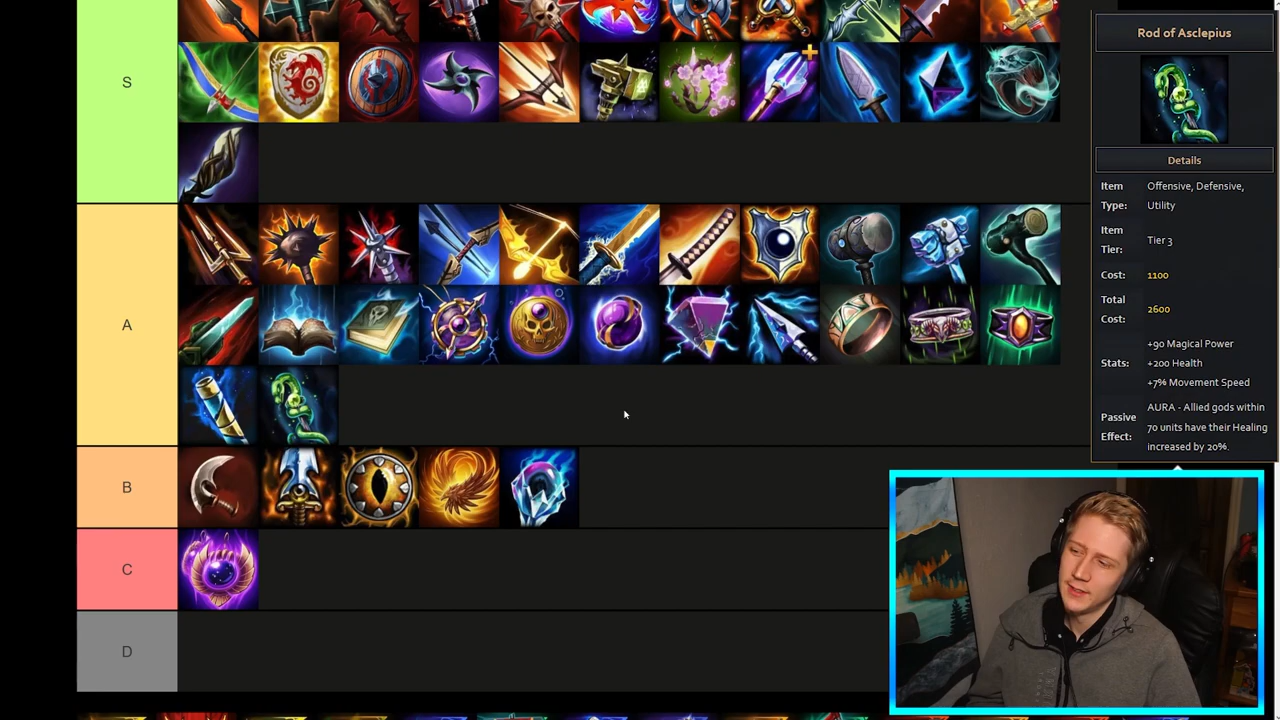 S
A
B
C
D
Rod of Asclepius
Details
Item Type:
Offensive, Defensive,
Utility
Item Tier:
Tier 3
Cost:
1100
Total Cost:
2600
Stats:
+90 Magical Power
+200 Health
+7% Movement Speed
Passive Effect:
AURA - Allied gods within
70 units have their Healing
increased by 20%.